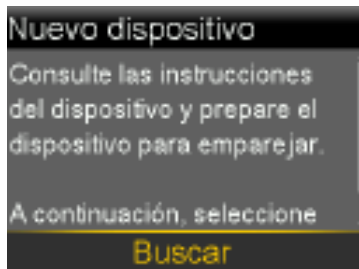 Nuevo dispositivo
Consulte las instrucciones
del dispositivo y prepare el
dispositivo para emparejar.
A continuación, seleccione
Buscar